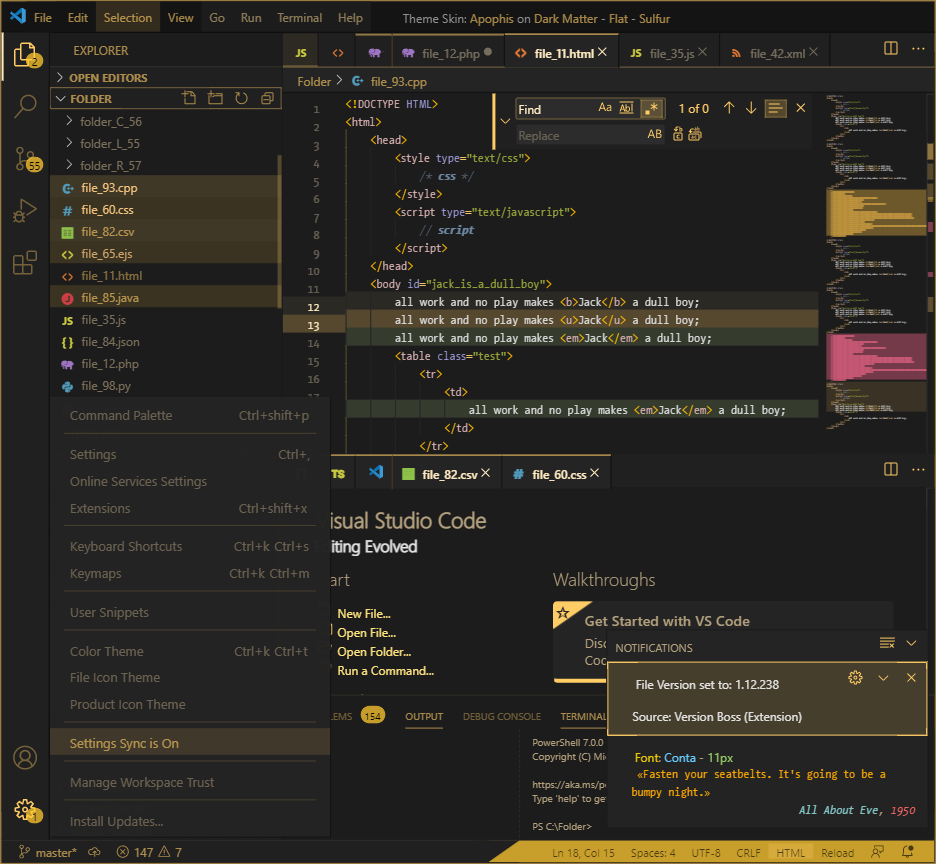 File Edit Selection View Go Run Terminal Help Theme Skin: Apophis on Dark Matter - Flat - Sulfur
2 EXPLORER JS file_12.php file_11.html file_35.js file_42.xml
OPEN EDITORS
FOLDER
Folder file_93.cpp
folder_C_56
folder_L_55
folder_R_57
file_93.cpp
file_60.css
file_82.csv
file_65.ejs
file_11.html
file_85.java
JS file_35.js
file_84.json
file_12.php
file_98.py
55
Find Aa Abl .* 1 of 0
Replace AB
1 <!DOCTYPE HTML>
2 <html>
3 <head>
4 <style type="text/css">
5 /* css */
6 </style>
7 <script type="text/javascript">
8 // script
9 </script>
10 </head>
11 <body id="jack_is_a_dull_boy">
12 all work and no play makes <b>Jack</b> a dull boy;
13 all work and no play makes <u>Jack</u> a dull boy;
14 all work and no play makes <em>Jack</em> a dull boy;
15 <table class="test">
16 <tr>
<td>
all work and no play makes <em>Jack</em> a dull boy;
</td>
</tr>
Command Palette Ctrl+shift+p
Settings Ctrl+,
Online Services Settings
Extensions Ctrl+shift+x
Keyboard Shortcuts Ctrl+k Ctrl+s
Keymaps Ctrl+k Ctrl+m
User Snippets
Color Theme Ctrl+k Ctrl+t
File Icon Theme
Product Icon Theme
Settings Sync is On
Manage Workspace Trust
Install Updates...
1
TS file_82.csv file_60.css
isual Studio Code
iting Evolved
art
New File...
Open File...
Open Folder...
Run a Command...
Walkthroughs
Get Started with VS Code
Disc
Coc
NOTIFICATIONS
File Version set to: 1.12.238
Source: Version Boss (Extension)
Font: Conta - 11px
«Fasten your seatbelts. It's going to be a
bumpy night.»
All About Eve, 1950
LEMS 154 OUTPUT DEBUG CONSOLE TERMINAL
PowerShell 7.0.0
Copyright (C) Mi
https://aka.ms/p
Type 'help' to ge
PS C:\Folder>
master* 147 7 Ln 18, Col 15 Spaces: 4 UTF-8 CRLF HTML Reload